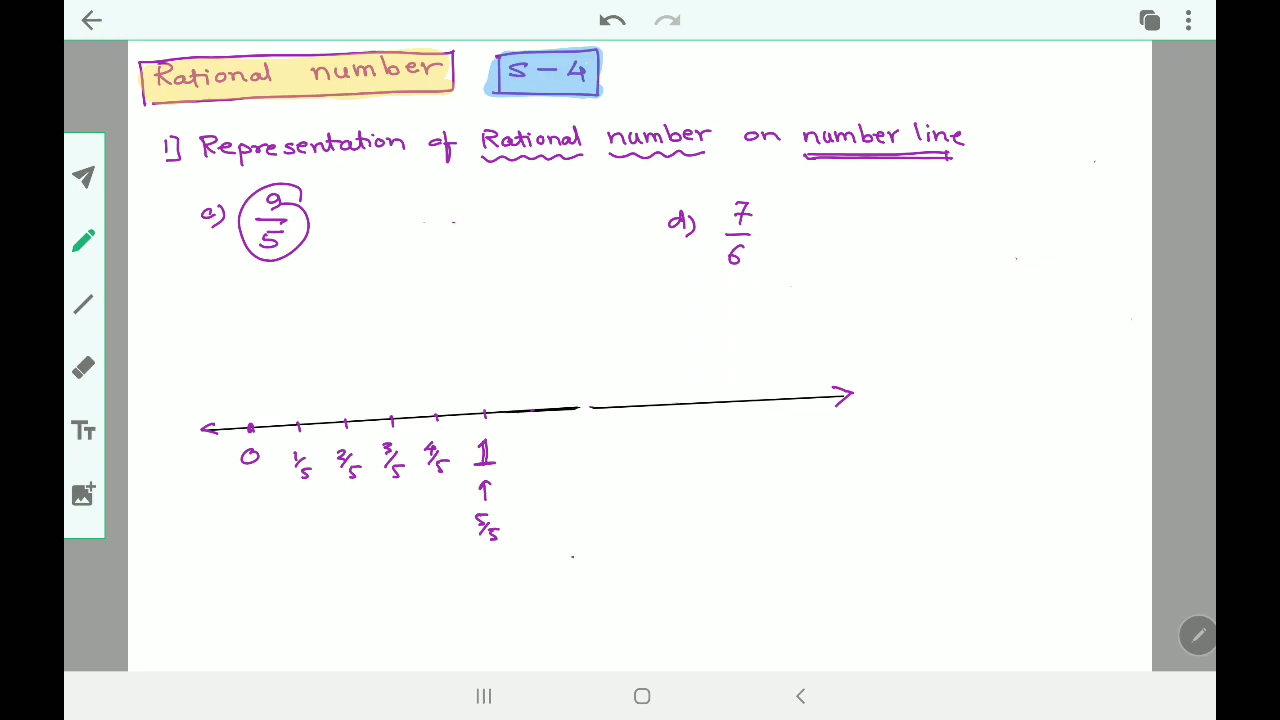 Rational number S-4
1] Representation of Rational number on number line
c) 9/5 d) 7/6
0 1/5 2/5 3/5 4/5 1
↑
5/5
TT